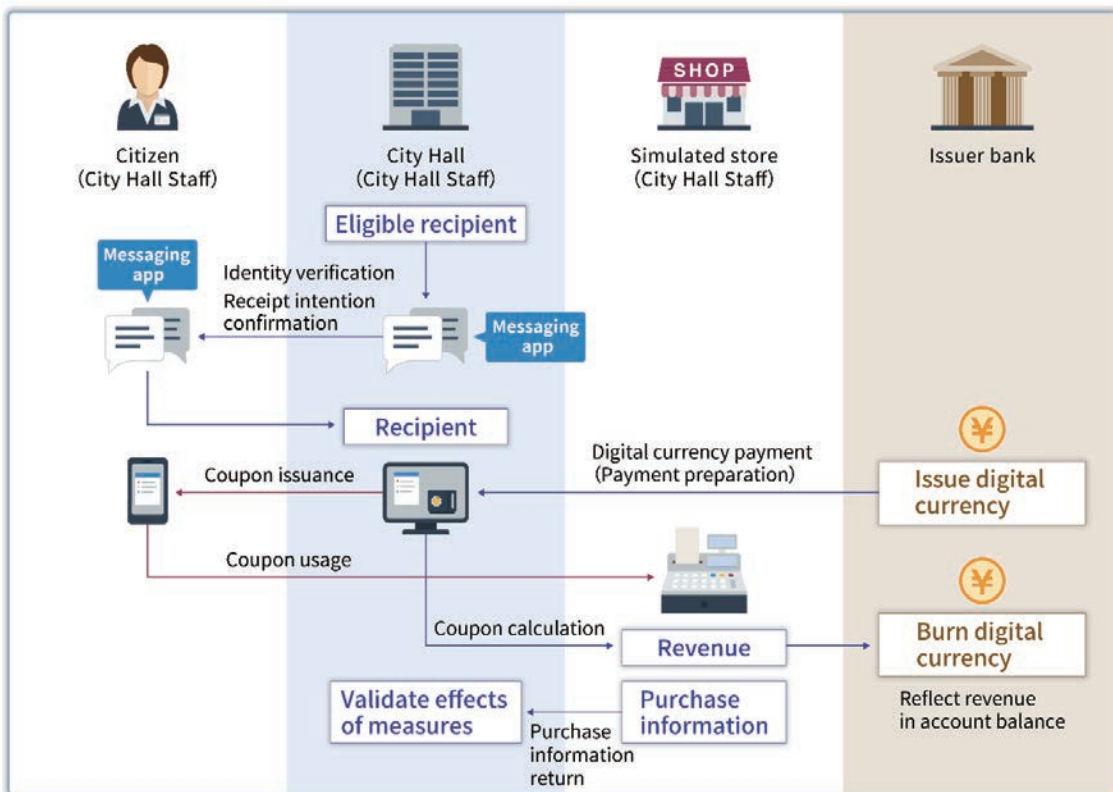 SHOP
Citizen
(City Hall Staff)
City Hall
(City Hall Staff)
Simulated store
(City Hall Staff)
Issuer bank
Eligible recipient
Messaging
app
Identity verification
Receipt intention
confirmation
Messaging
app
Recipient
¥
Digital currency payment
(Payment preparation)
Issue digital
currency
Coupon issuance
Coupon usage
¥
Coupon calculation
Revenue
Burn digital
currency
Reflect revenue
in account balance
Validate effects
of measures
Purchase
information
Purchase
information
return